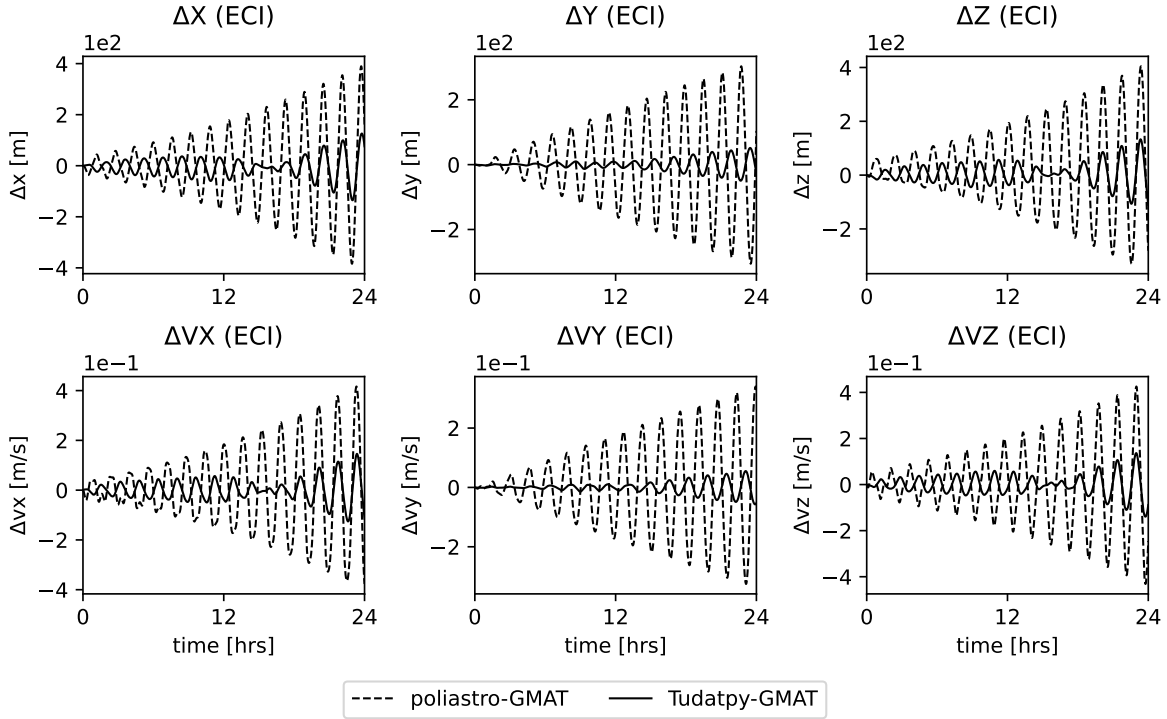 ΔX (ECI)
ΔY (ECI)
ΔZ (ECI)
1e2
1e2
1e2
Δx [m]
4
2
0
−2
−4
0
12
24
Δy [m]
2
0
−2
0
12
24
Δz [m]
4
2
0
−2
0
12
24
ΔVX (ECI)
ΔVY (ECI)
ΔVZ (ECI)
1e−1
1e−1
1e−1
Δvx [m/s]
4
2
0
−2
−4
0
12
24
time [hrs]
Δvy [m/s]
2
0
−2
0
12
24
time [hrs]
Δvz [m/s]
4
2
0
−2
−4
0
12
24
time [hrs]
poliastro-GMAT
Tudatpy-GMAT